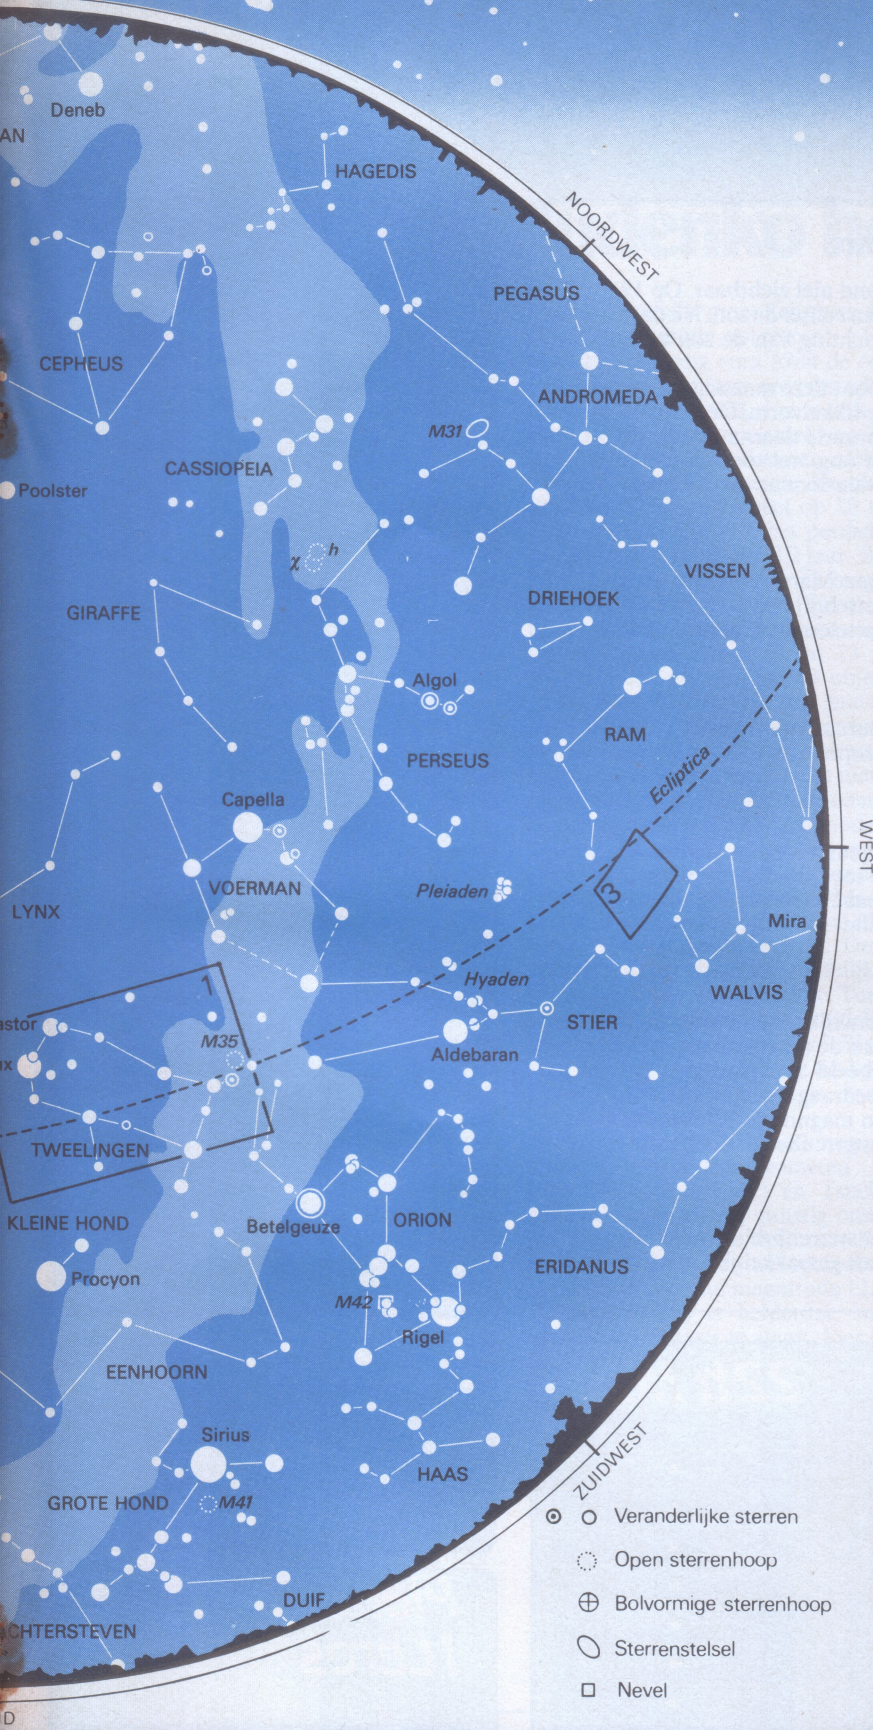 Deneb
AN
HAGEDIS
NOORDWEST
PEGASUS
CEPHEUS
ANDROMEDA
M31
CASSIOPEIA
Poolster
h
χ
VISSEN
DRIEHOEK
GIRAFFE
Algol
RAM
PERSEUS
Ecliptica
Capella
WEST
VOERMAN
Pleiaden
3
LYNX
Mira
Hyaden
1
WALVIS
astor
STIER
M35
Aldebaran
ux
TWEELINGEN
KLEINE HOND
Betelgeuze
ORION
ERIDANUS
Procyon
M42
Rigel
EENHOORN
Sirius
HAAS
ZUIDWEST
GROTE HOND
M41
Veranderlijke sterren
Open sterrenhoop
DUIF
Bolvormige sterrenhoop
CHTERSTEVEN
Sterrenstelsel
Nevel
ID